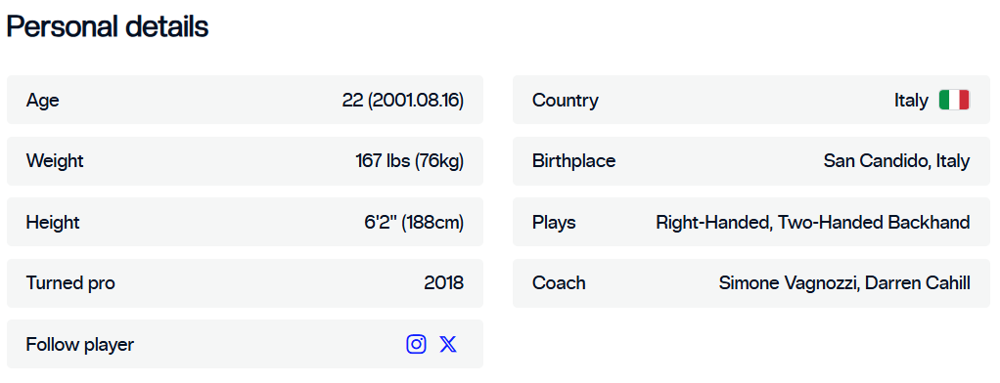 Personal details
Age 22 (2001.08.16)
Country Italy
Weight 167 lbs (76kg)
Birthplace San Candido, Italy
Height 6'2" (188cm)
Plays Right-Handed, Two-Handed Backhand
Turned pro 2018
Coach Simone Vagnozzi, Darren Cahill
Follow player